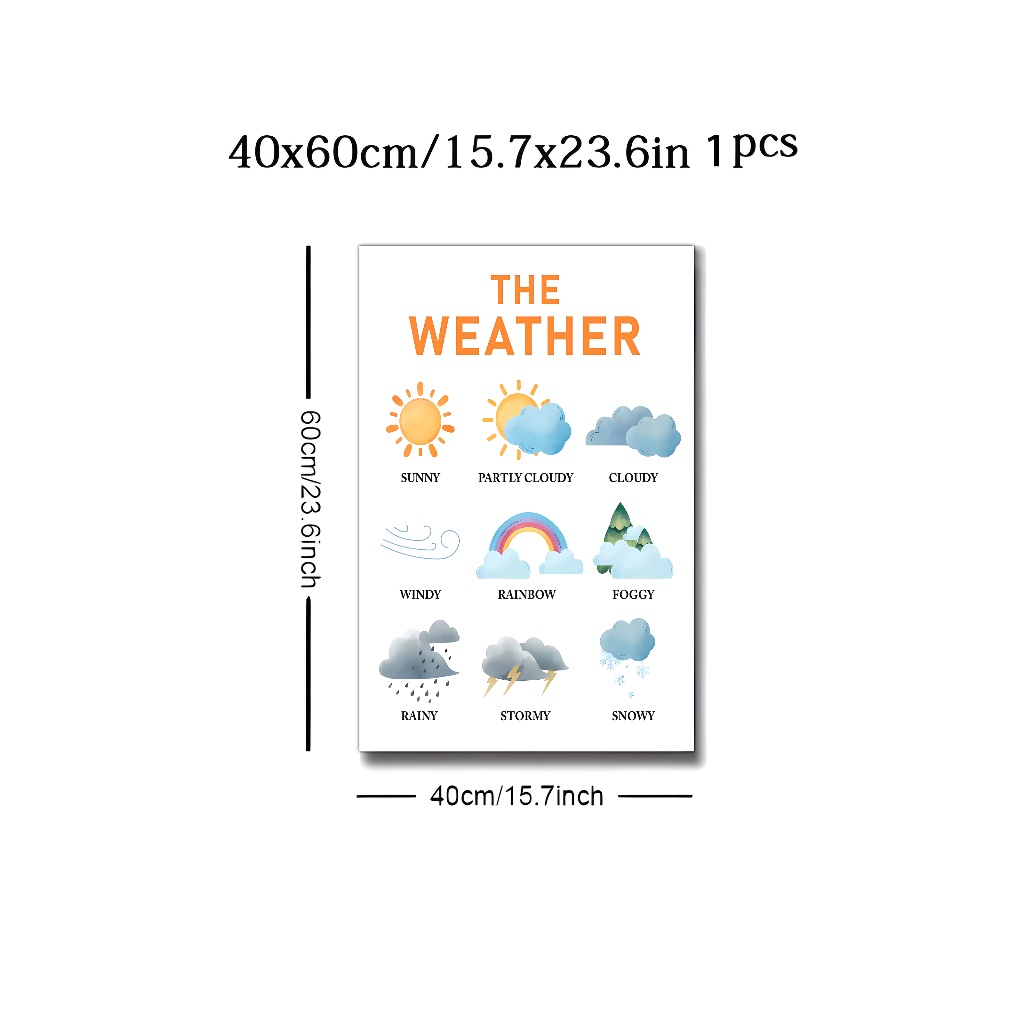 40x60cm/15.7x23.6in 1pcs
THE
WEATHER
SUNNY PARTLY CLOUDY CLOUDY
WINDY RAINBOW FOGGY
RAINY STORMY SNOWY
60cm/23.6inch
40cm/15.7inch